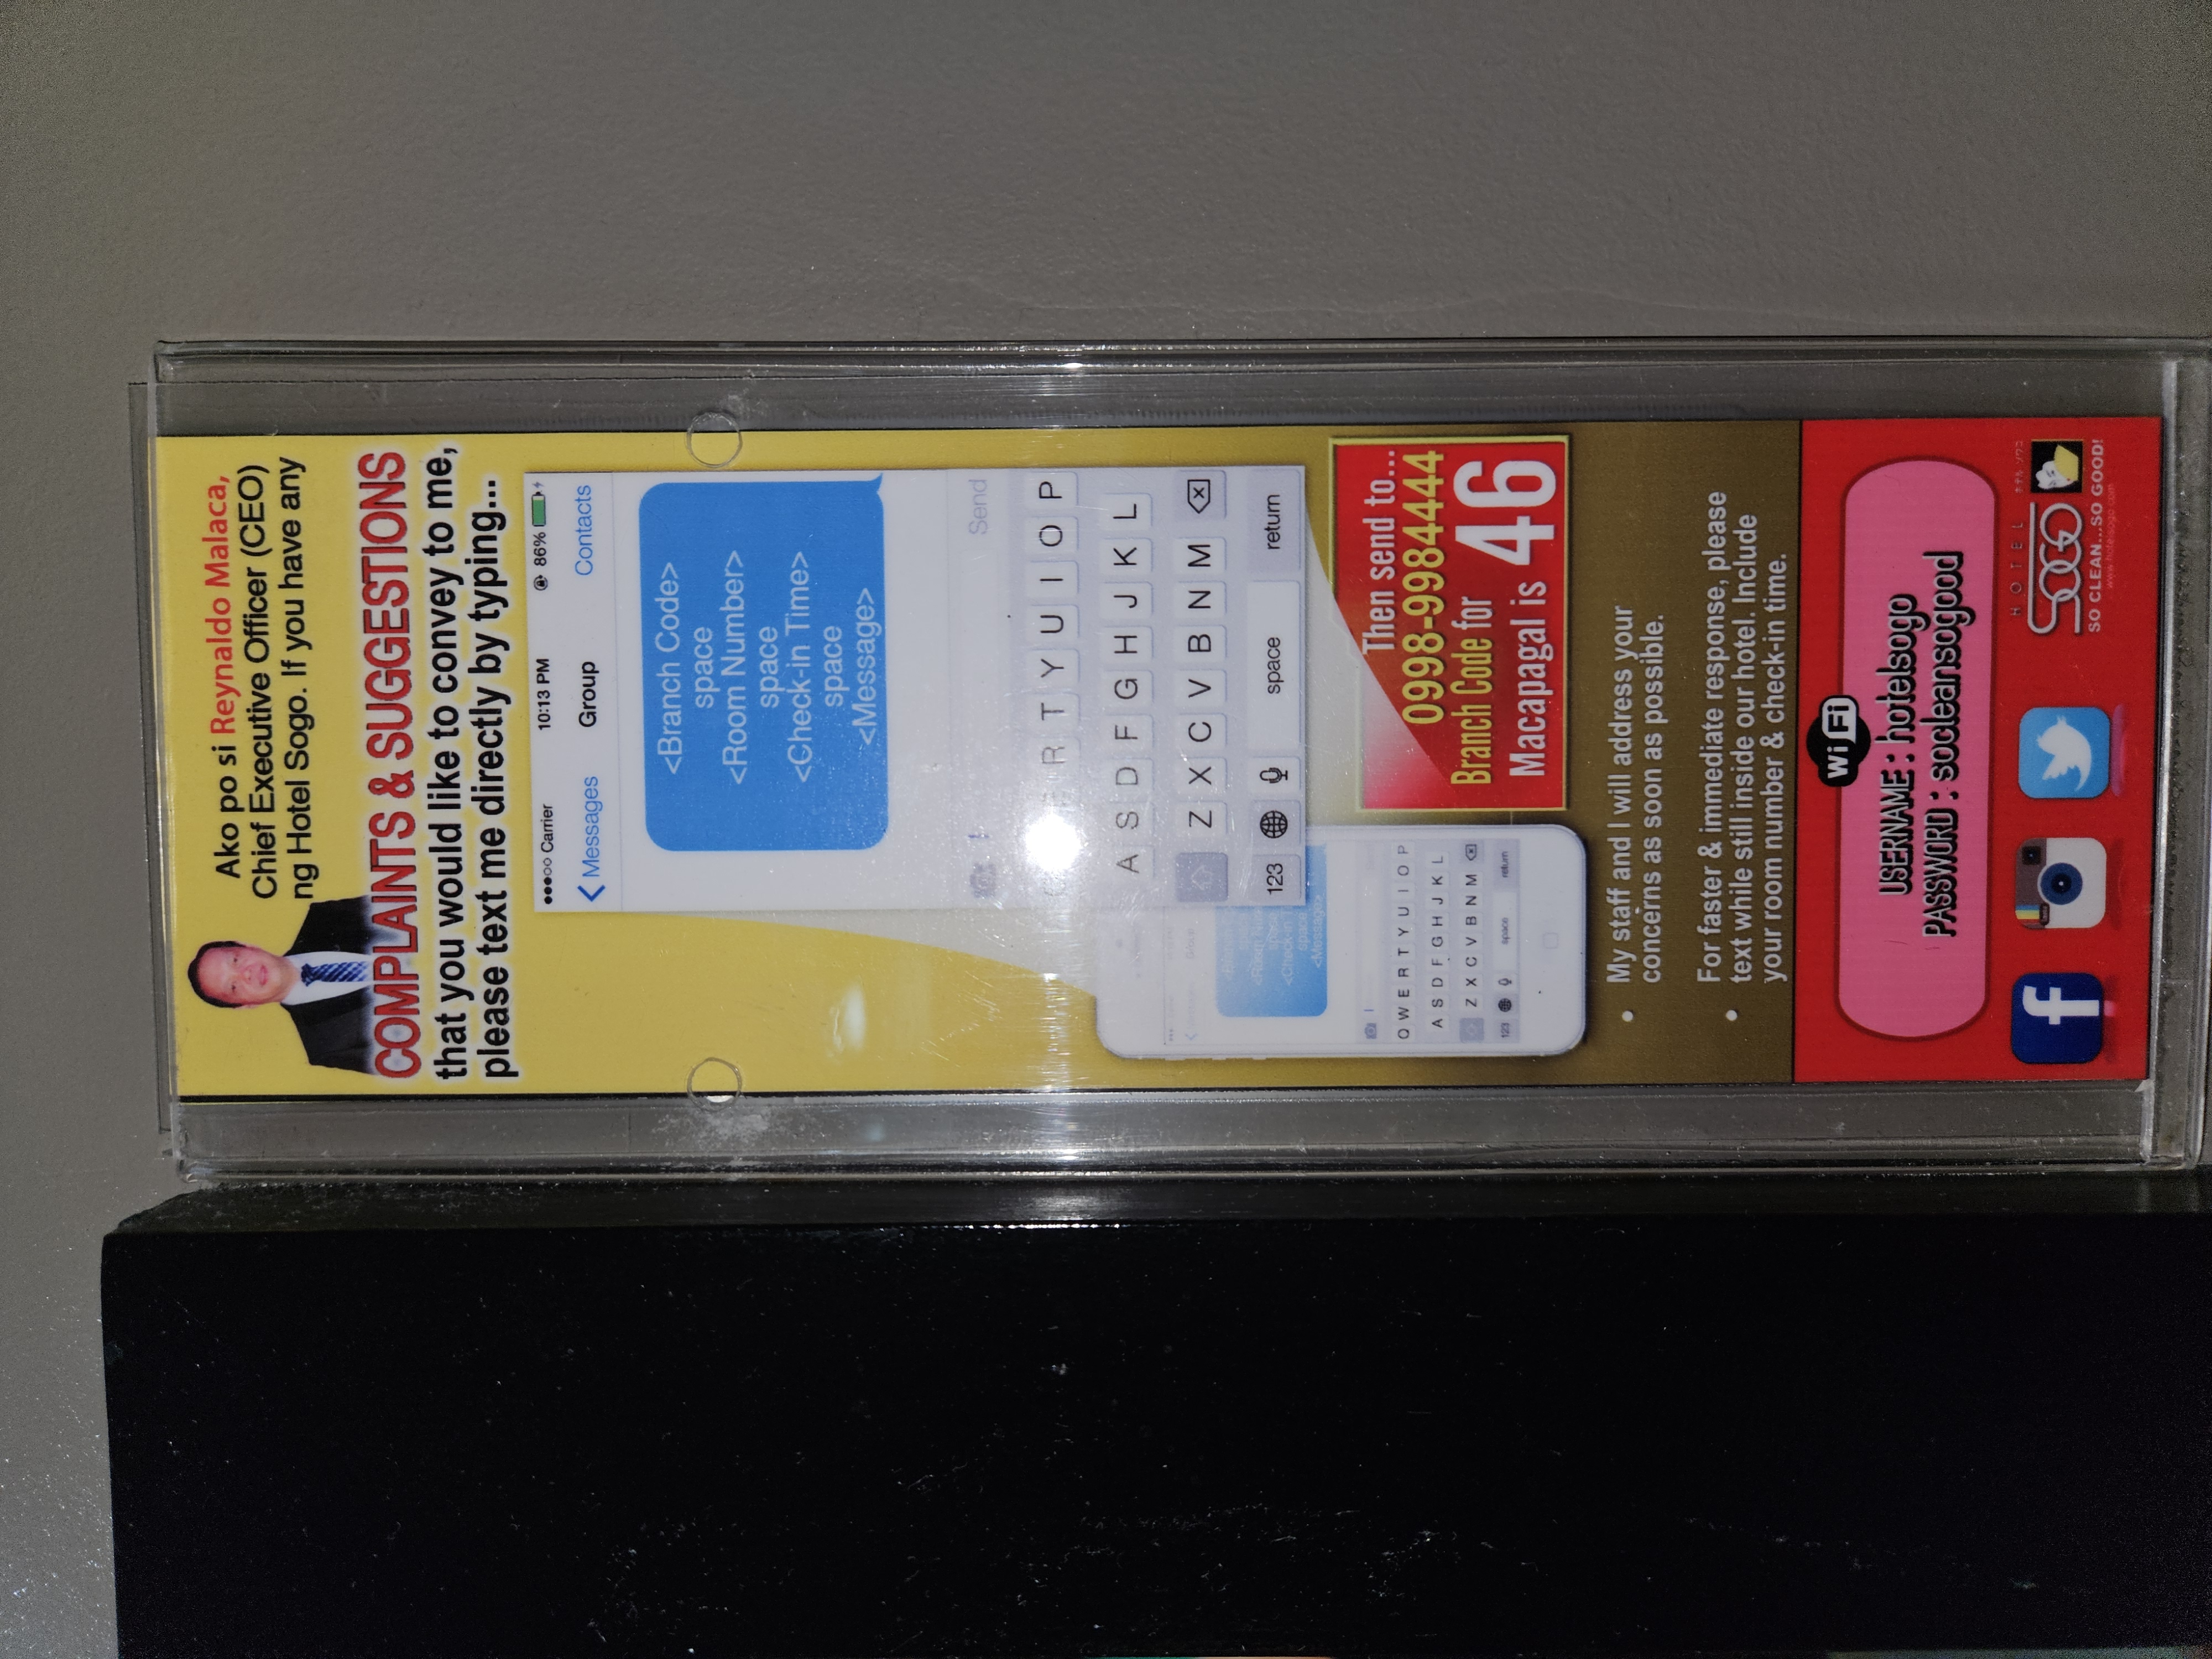 Ako po si Reynaldo Malaca,
Chief Executive Officer (CEO)
ng Hotel Sogo. If you have any
COMPLAINTS & SUGGESTIONS
that you would like to convey to me,
please text me directly by typing...
Carrier 10:13 PM 86%
Messages Group Contacts
<Branch Code>
space
<Room Number>
space
<Check-in Time>
space
<Message>
Send
R T Y U I O P
A S D F G H J K L
Z X C V B N M
123 space return
space
<Message>
Q W E R T Y U I O P
A S D F G H J K L
Z X C V B N M
123 space return
Then send to...
0998-9984444
Branch Code for
Macapagal is 46
• My staff and I will address your
concerns as soon as possible.
• For faster & immediate response, please
text while still inside our hotel. Include
your room number & check-in time.
Wi Fi
USERNAME : hotelsogo
PASSWORD : socleansogood
HOTEL
SOGO
SO CLEAN...SO GOOD!
www.hotelsogo.com